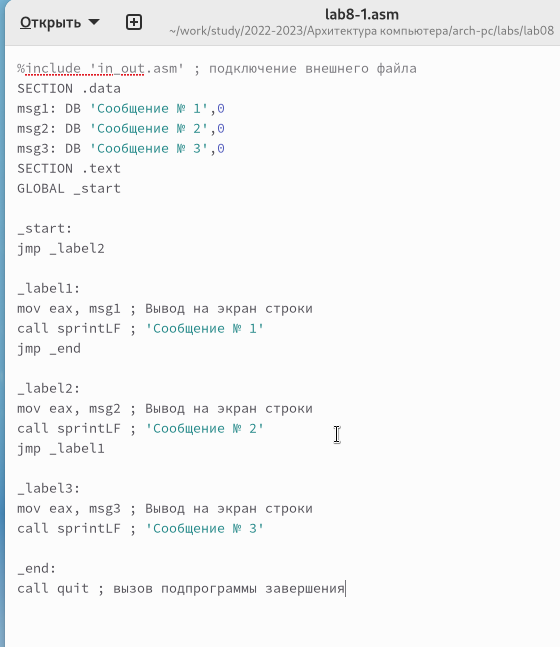 Открыть
lab8-1.asm
~/work/study/2022-2023/Архитектура компьютера/arch-pc/labs/lab08
%include 'in_out.asm' ; подключение внешнего файла
SECTION .data
msg1: DB 'Сообщение № 1',0
msg2: DB 'Сообщение № 2',0
msg3: DB 'Сообщение № 3',0
SECTION .text
GLOBAL _start
_start:
jmp _label2
_label1:
mov eax, msg1 ; Вывод на экран строки
call sprintLF ; 'Сообщение № 1'
jmp _end
_label2:
mov eax, msg2 ; Вывод на экран строки
call sprintLF ; 'Сообщение № 2'
jmp _label1
_label3:
mov eax, msg3 ; Вывод на экран строки
call sprintLF ; 'Сообщение № 3'
_end:
call quit ; вызов подпрограммы завершения